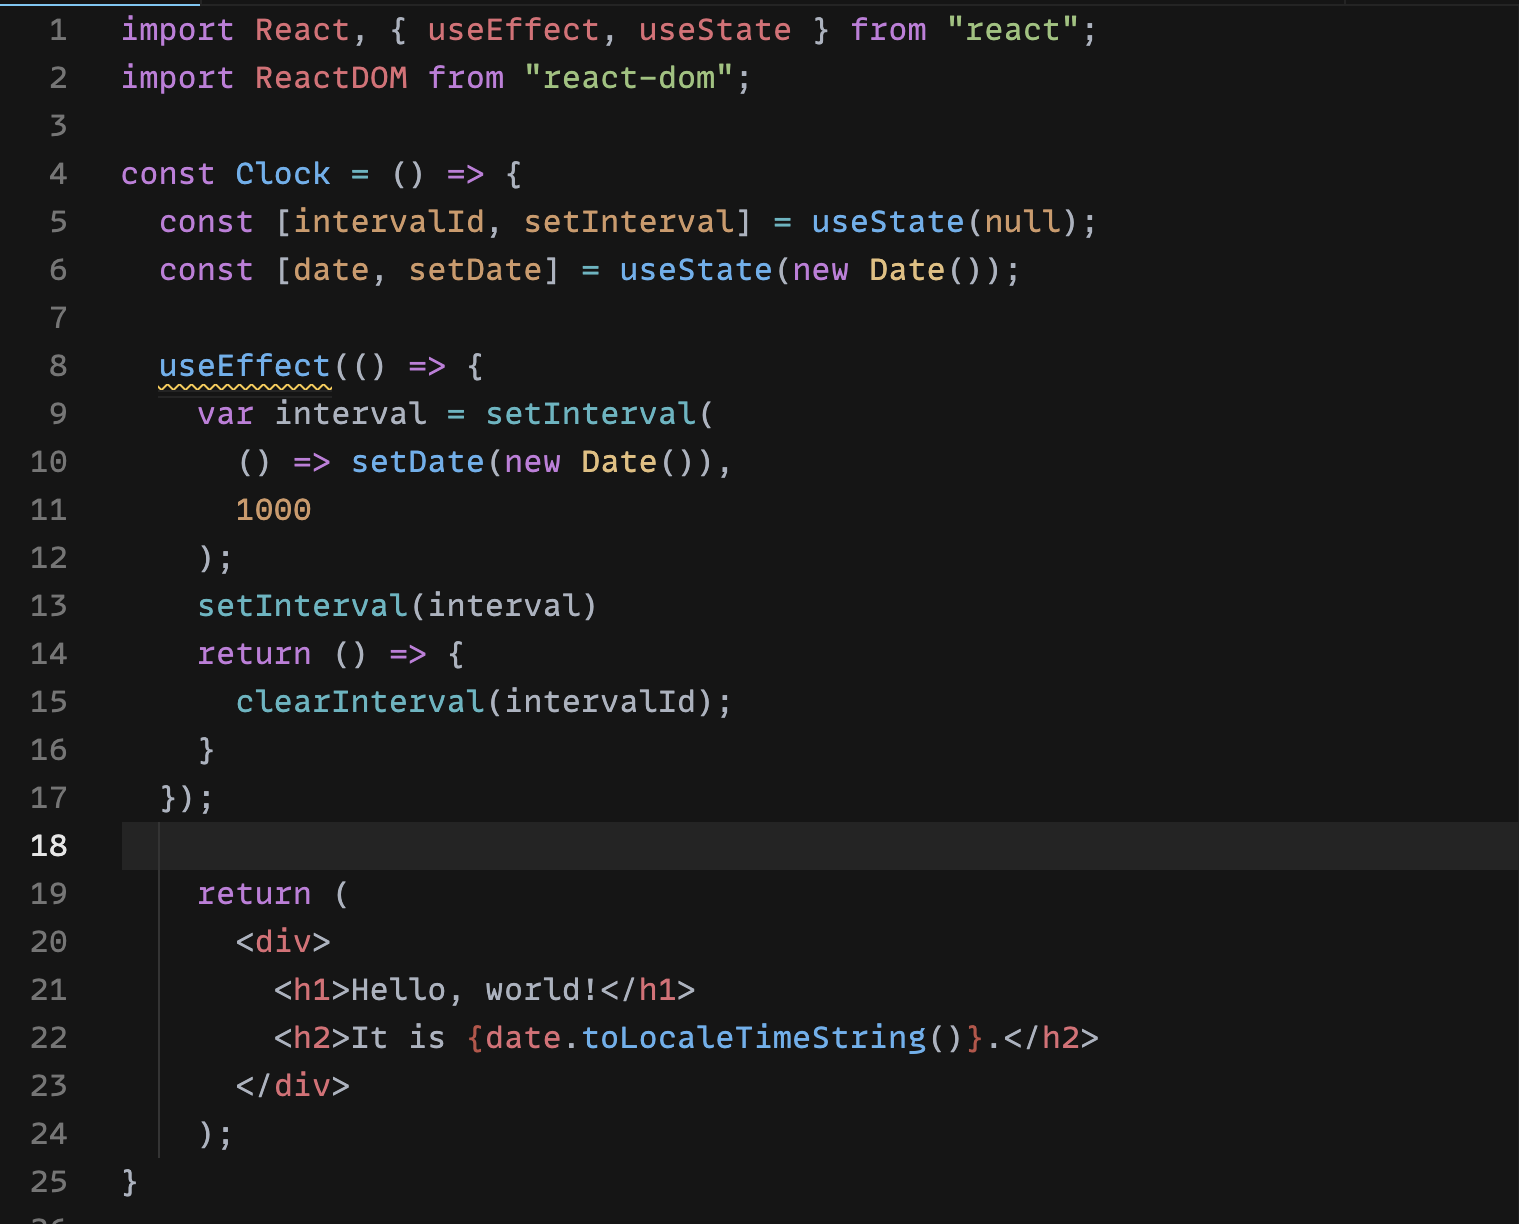 1 import React, { useEffect, useState } from "react";
2 import ReactDOM from "react-dom";
3
4 const Clock = () => {
5   const [intervalId, setInterval] = useState(null);
6   const [date, setDate] = useState(new Date());
7
8   useEffect(() => {
9     var interval = setInterval(
10       () => setDate(new Date()),
11       1000
12     );
13     setInterval(interval)
14     return () => {
15       clearInterval(intervalId);
16     }
17   });
18
19     return (
20       <div>
21         <h1>Hello, world!</h1>
22         <h2>It is {date.toLocaleTimeString()}.</h2>
23       </div>
24     );
25 }